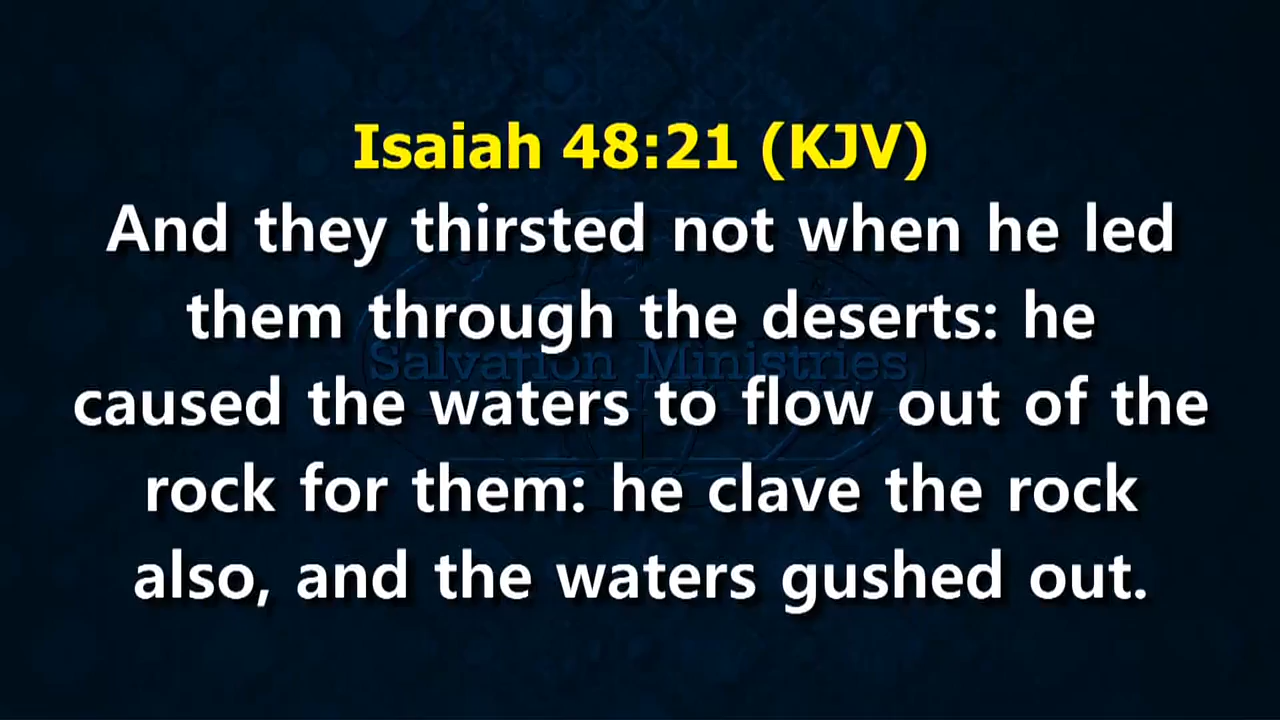 Isaiah 48:21 (KJV)
And they thirsted not when he led
them through the deserts: he
Salvation Ministries
caused the waters to flow out of the
rock for them: he clave the rock
also, and the waters gushed out.